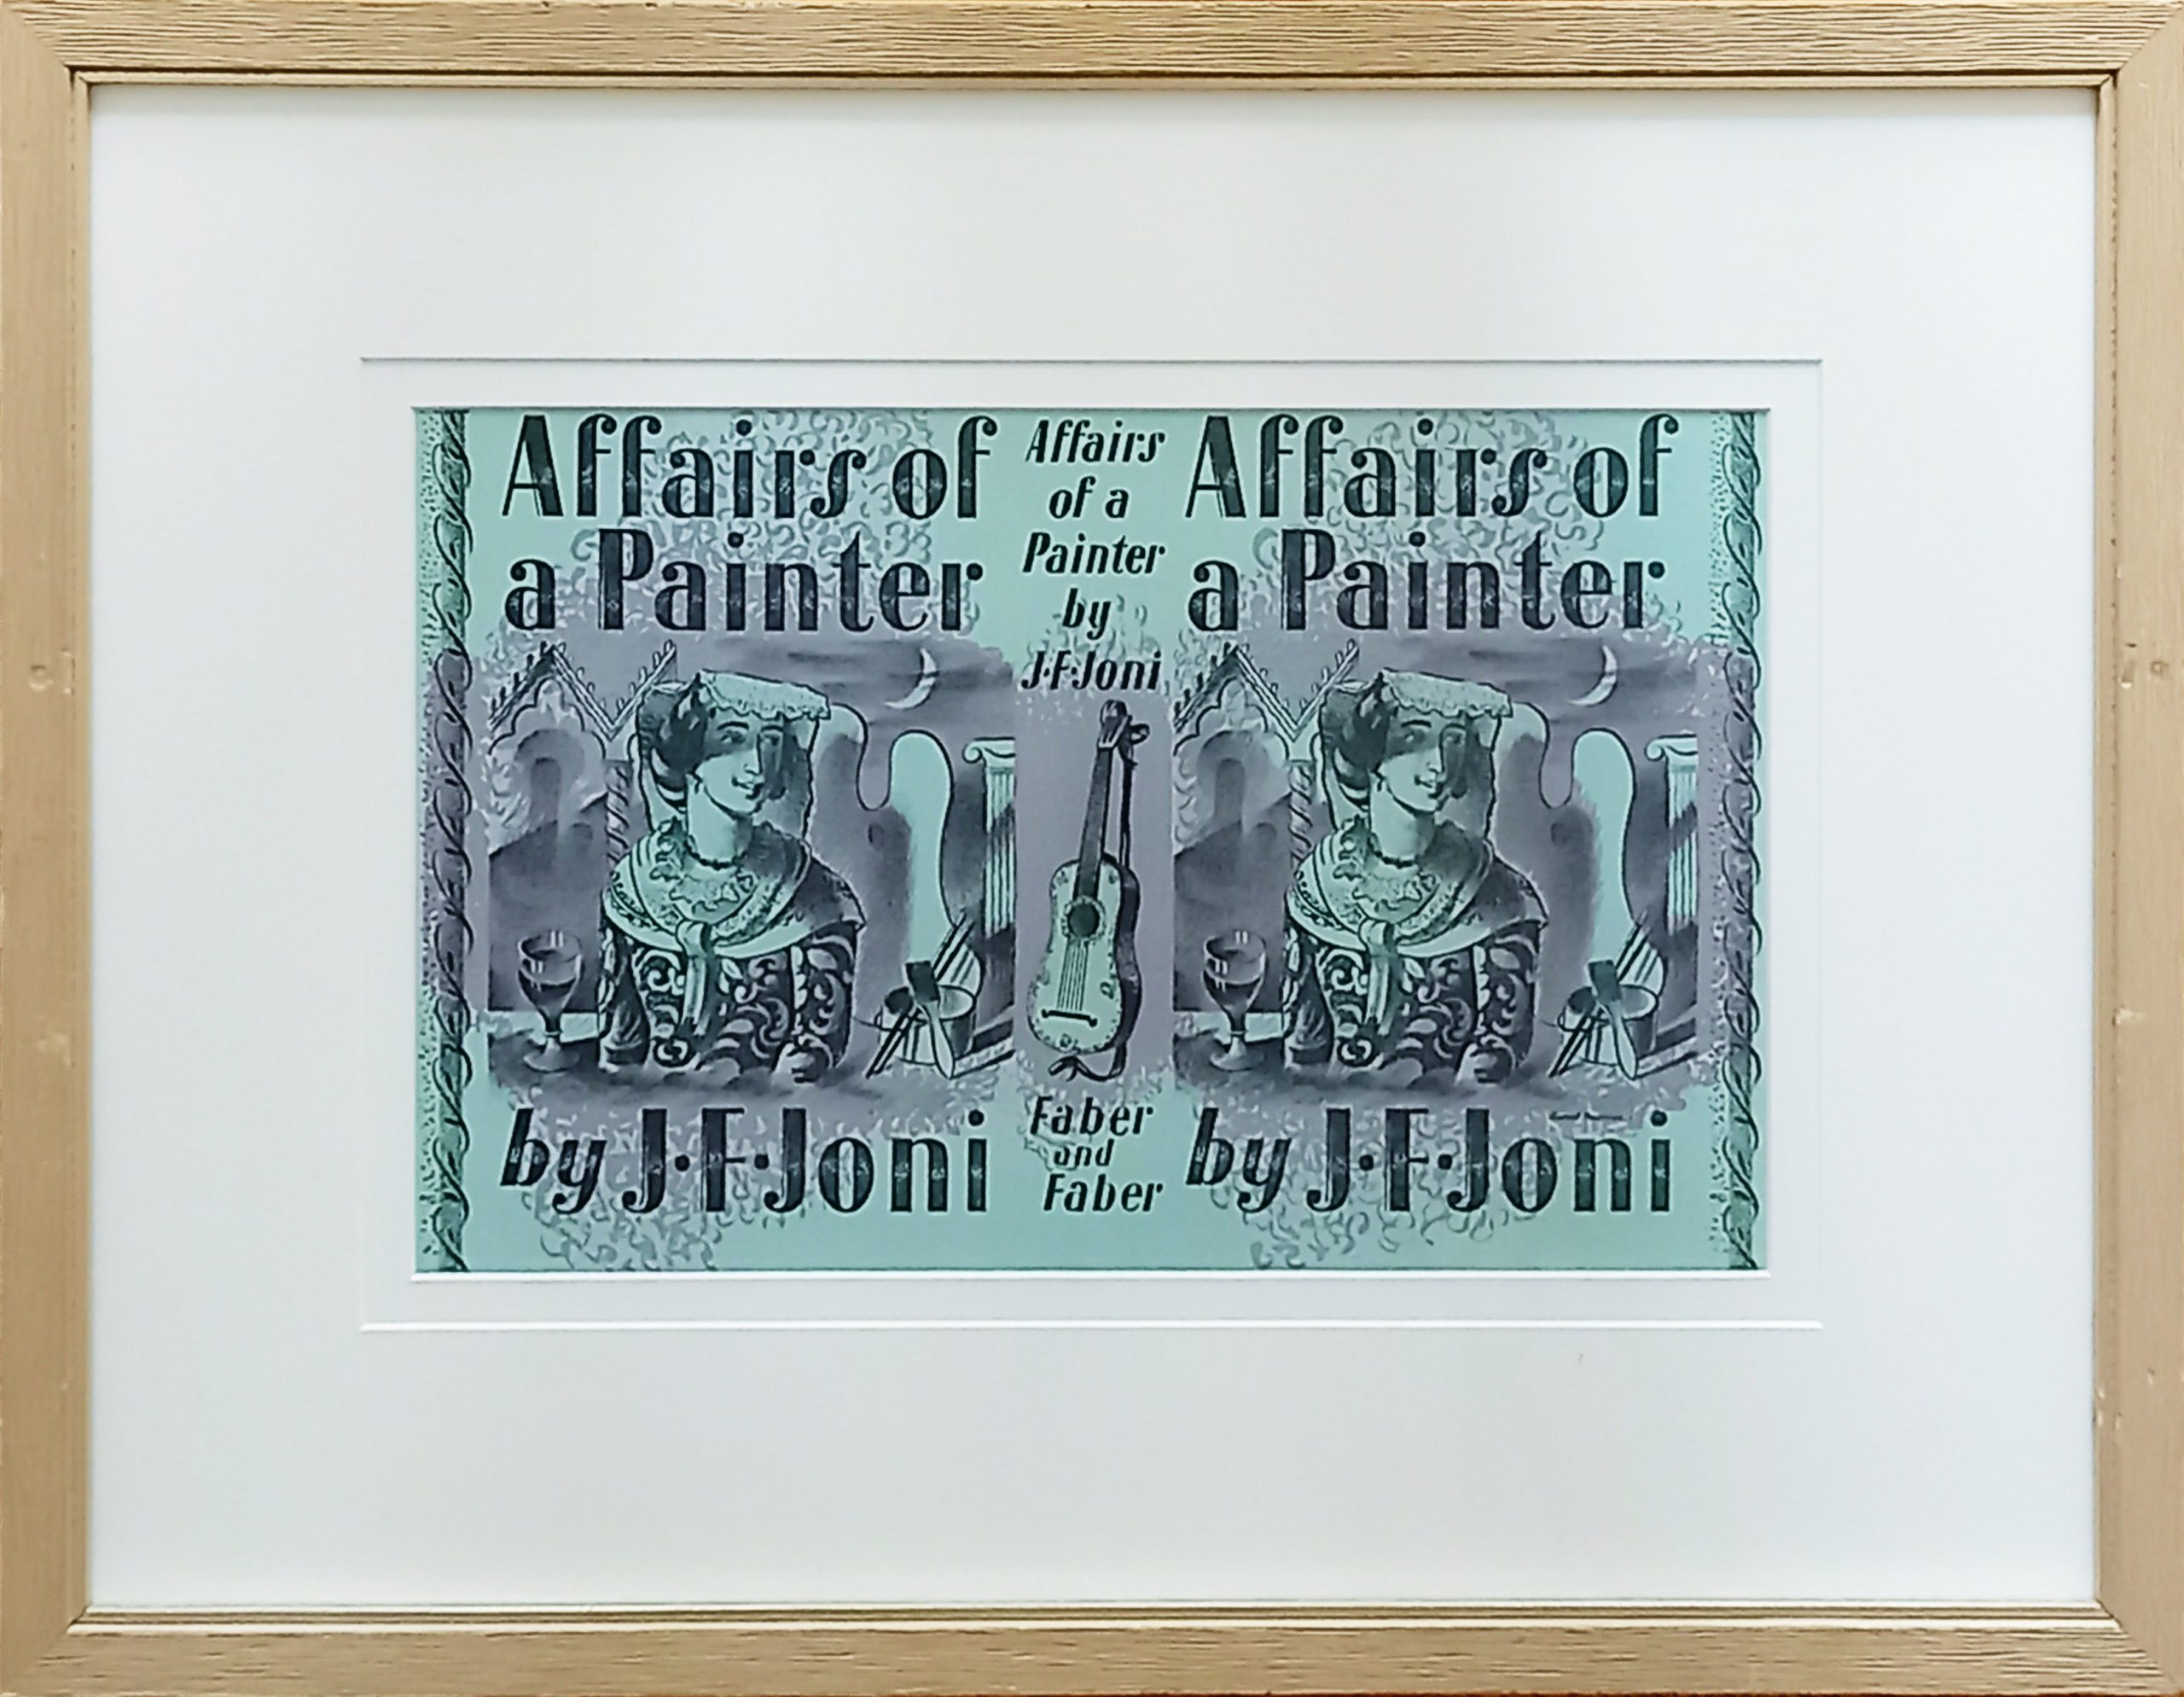 Affairs of
a Painter
by J·F·Joni
Affairs
of a
Painter
by
J·F·Joni
Faber
and
Faber
Affairs of
a Painter
by J·F·Joni